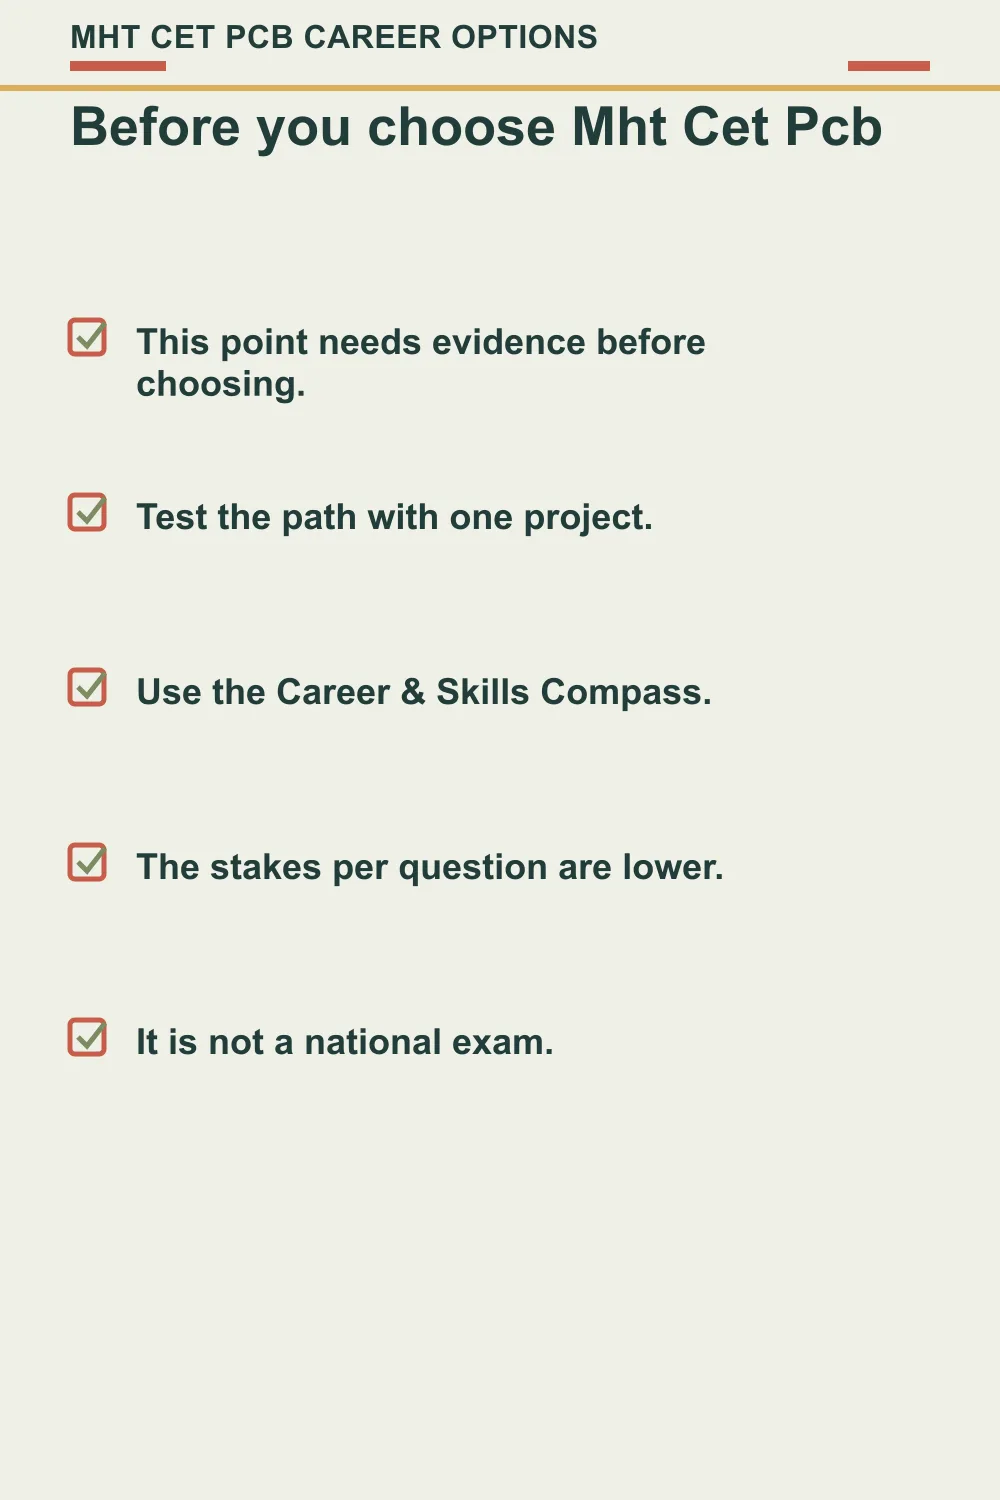 MHT CET PCB CAREER OPTIONS
Before you choose Mht Cet Pcb
This point needs evidence before
choosing.
Test the path with one project.
Use the Career & Skills Compass.
The stakes per question are lower.
It is not a national exam.